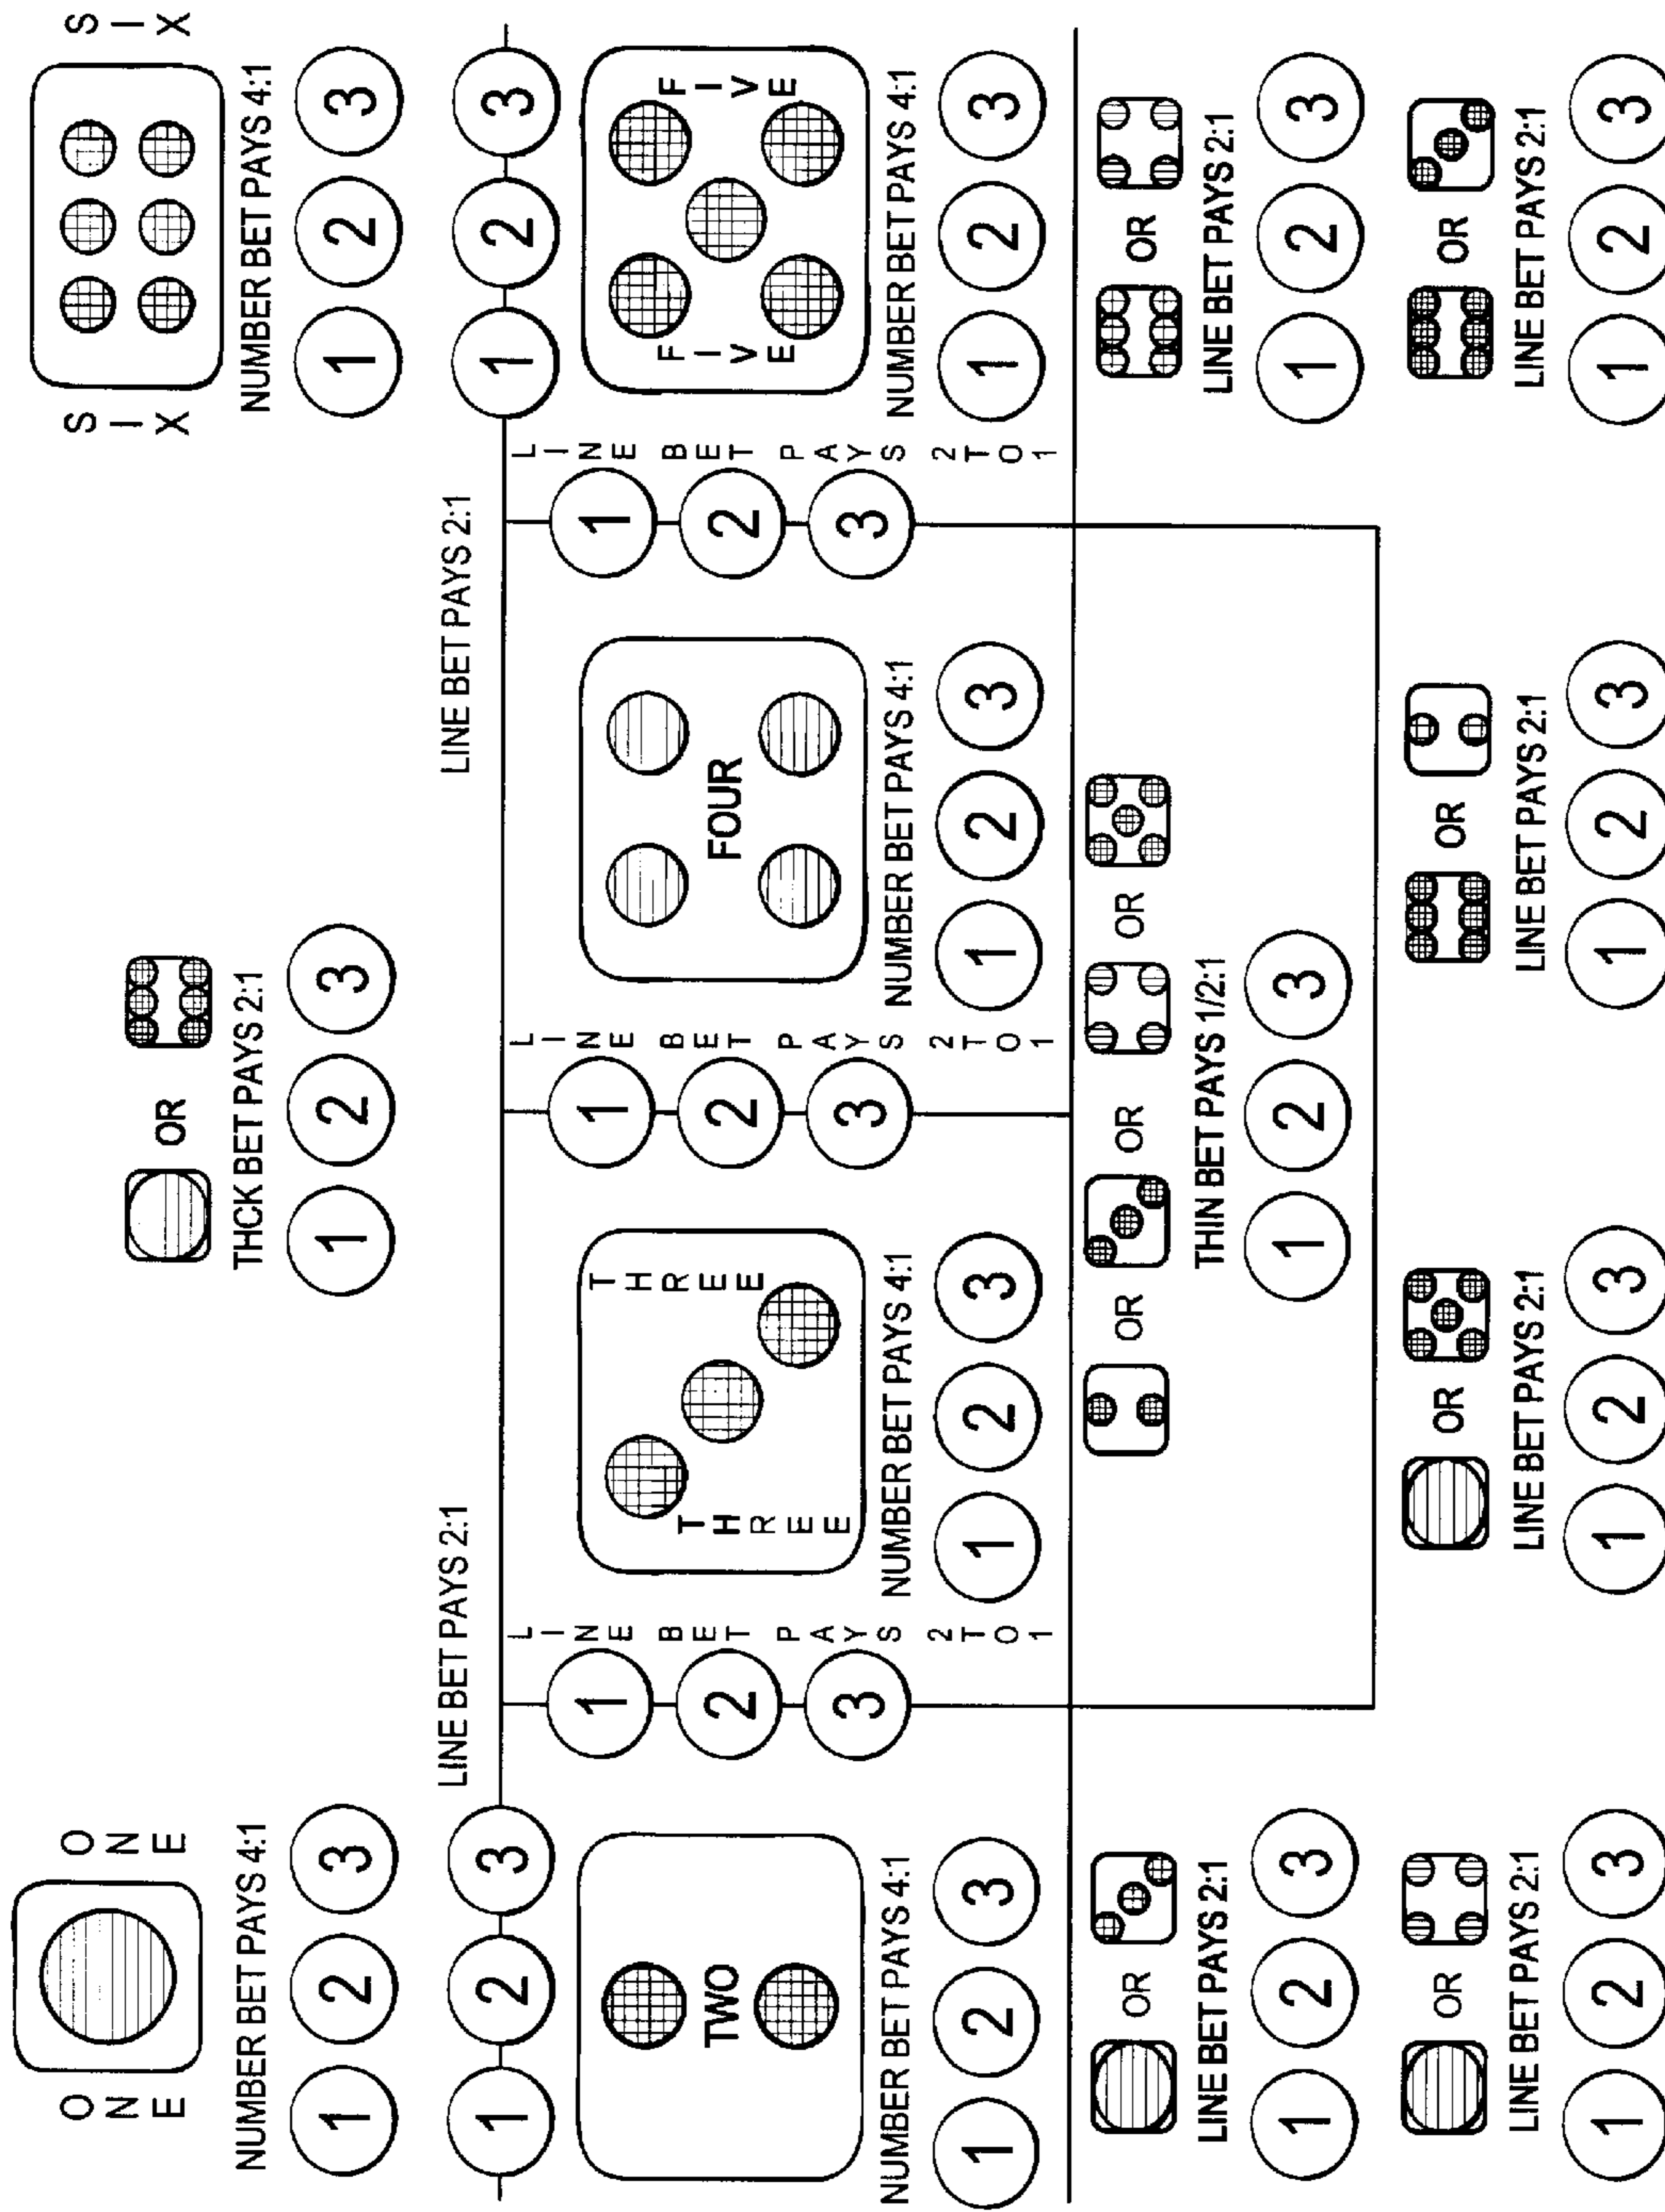 ONE
ONE
NUMBER BET PAYS 4:1
1 2 3
OR
THCK BET PAYS 2:1
1 2 3
SIX
SIX
NUMBER BET PAYS 4:1
1 2 3
LINE BET PAYS 2:1
1 2 3
LINE BET PAYS 2:1
1 2 3
TWO
NUMBER BET PAYS 4:1
1 2 3
1
2
3
LINE BET PAYS 2 TO 1
THREE
THREE
NUMBER BET PAYS 4:1
1 2 3
1
2
3
LINE BET PAYS 2 TO 1
FOUR
NUMBER BET PAYS 4:1
1 2 3
1
2
3
LINE BET PAYS 2 TO 1
FIVE
FIVE
NUMBER BET PAYS 4:1
1 2 3
OR
LINE BET PAYS 2:1
1 2 3
OR OR OR
THIN BET PAYS 1/2:1
1 2 3
OR
LINE BET PAYS 2:1
1 2 3
OR
LINE BET PAYS 2:1
1 2 3
OR
LINE BET PAYS 2:1
1 2 3
OR
LINE BET PAYS 2:1
1 2 3
OR
LINE BET PAYS 2:1
1 2 3